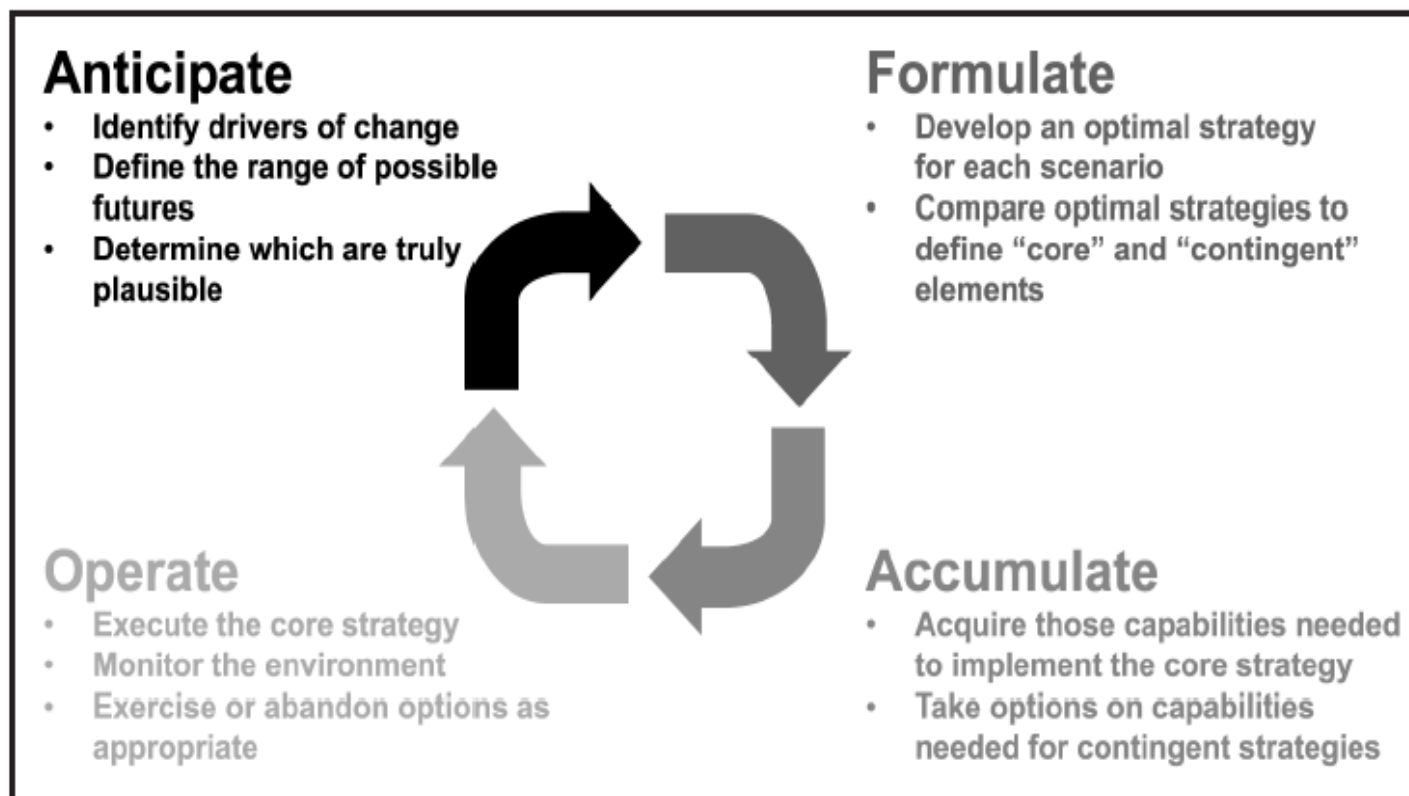 Anticipate
• Identify drivers of change
• Define the range of possible
futures
• Determine which are truly
plausible
Formulate
• Develop an optimal strategy
for each scenario
• Compare optimal strategies to
define “core” and “contingent”
elements
Operate
• Execute the core strategy
• Monitor the environment
• Exercise or abandon options as
appropriate
Accumulate
• Acquire those capabilities needed
to implement the core strategy
• Take options on capabilities
needed for contingent strategies